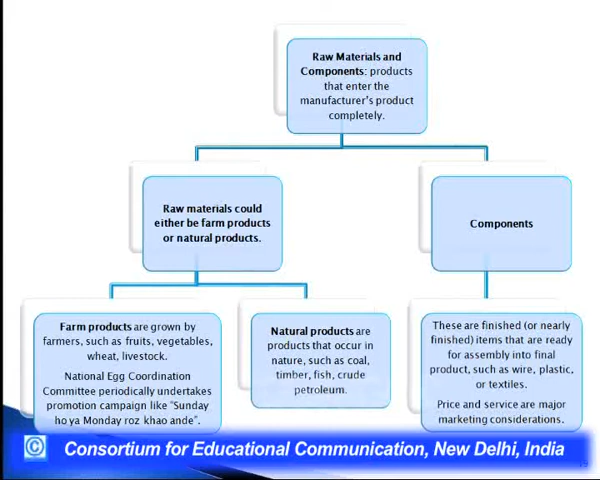 Raw Materials and
Components: products
that enter the
manufacturer's product
completely.
Raw materials could
either be farm products
or natural products.
Components
Farm products are grown by
farmers, such as fruits, vegetables,
wheat, livestock.
National Egg Coordination
Committee periodically undertakes
promotion campaign like "Sunday
ho ya Monday roz khao ande".
Natural products are
products that occur in
nature, such as coal,
timber, fish, crude
petroleum.
These are finished (or nearly
finished) items that are ready
for assembly into final
product, such as wire, plastic,
or textiles.
Price and service are major
marketing considerations.
© Consortium for Educational Communication, New Delhi, India